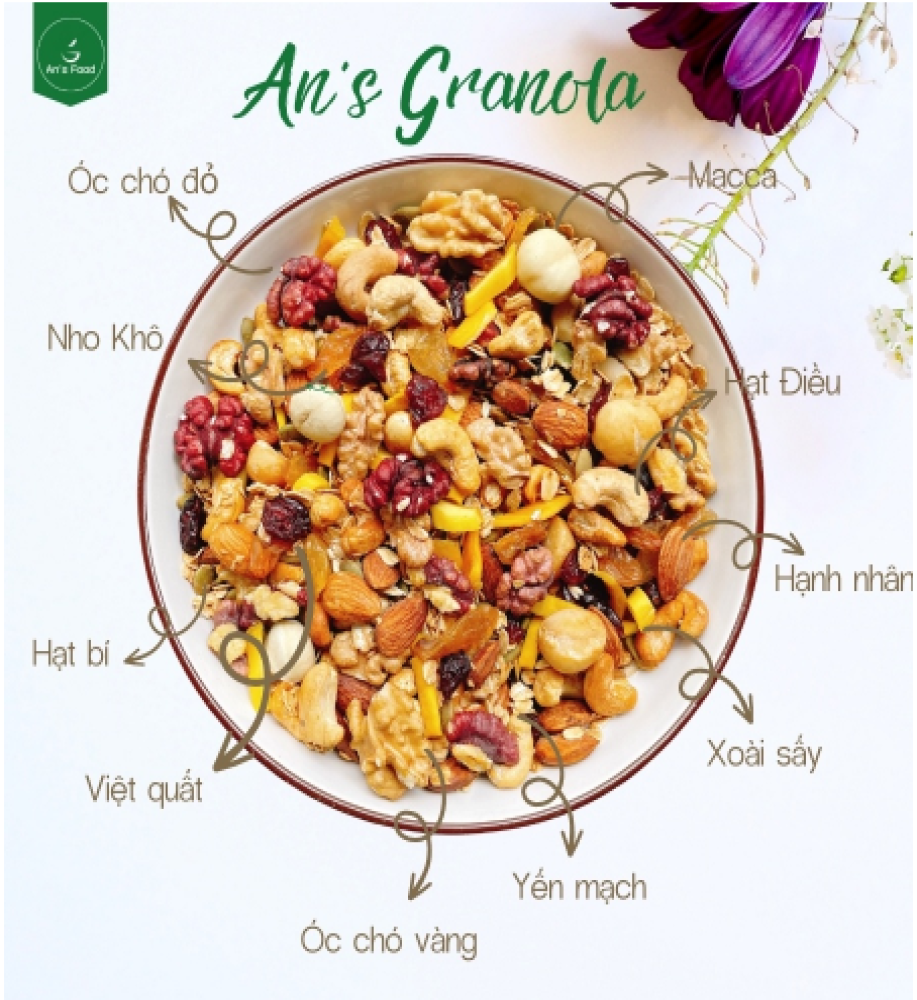 An's Food
An's Granola
Óc chó đỏ
Macca
Nho Khô
Hạt Điều
Hạnh nhân
Hạt bí
Xoài sấy
Việt quất
Yến mạch
Óc chó vàng